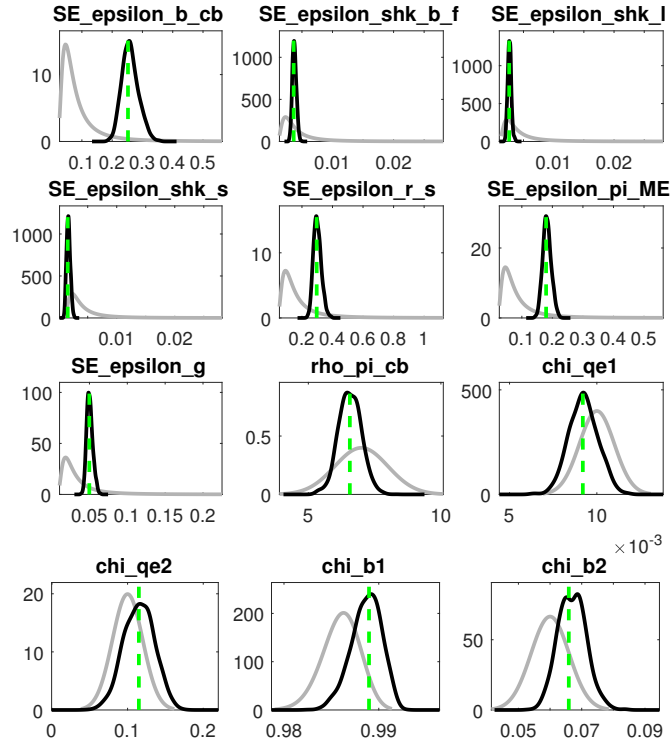 SE_epsilon_b_cb SE_epsilon_shk_b_f SE_epsilon_shk_l
10 1000 1000
500 500
0 0 0
0.1 0.2 0.3 0.4 0.5 0.01 0.02 0.01 0.02
SE_epsilon_shk_s SE_epsilon_r_s SE_epsilon_pi_ME
1000 10 20
500
0 0 0
0.01 0.02 0.2 0.4 0.6 0.8 1 0.1 0.2 0.3 0.4 0.5
SE_epsilon_g rho_pi_cb chi_qe1
100 500
50 0.5
0 0 0
0.05 0.1 0.15 0.2 5 10 5 10
×10-3
chi_qe2 chi_b1 chi_b2
20 200
10 100 50
0 0 0
0 0.1 0.2 0.98 0.99 0.05 0.07 0.09